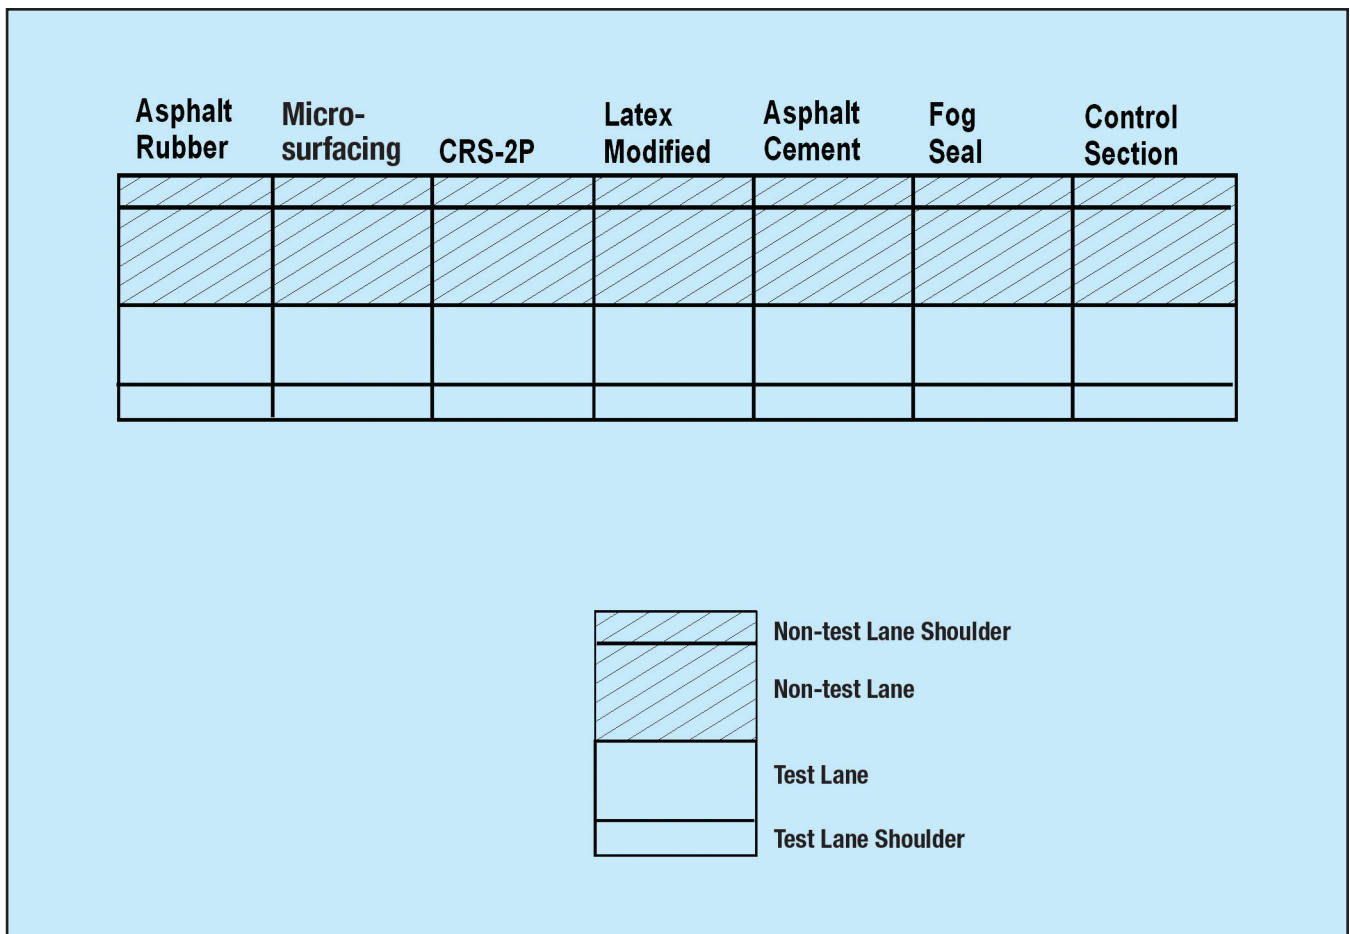 Asphalt
Rubber
Micro-
surfacing
CRS-2P
Latex
Modified
Asphalt
Cement
Fog
Seal
Control
Section
Non-test Lane Shoulder
Non-test Lane
Test Lane
Test Lane Shoulder